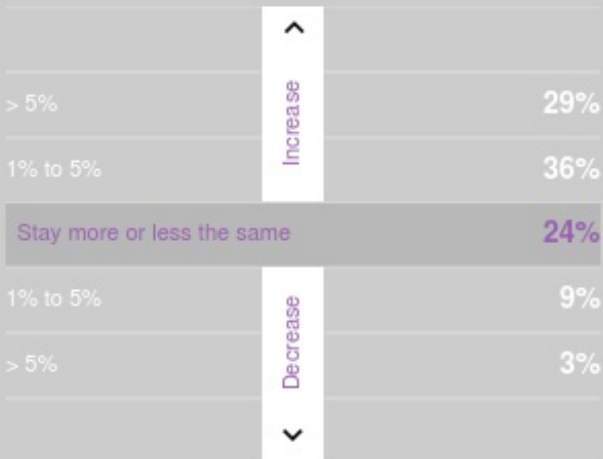 > 5%
Increase
29%
1% to 5%
36%
Stay more or less the same
24%
1% to 5%
Decrease
9%
> 5%
3%